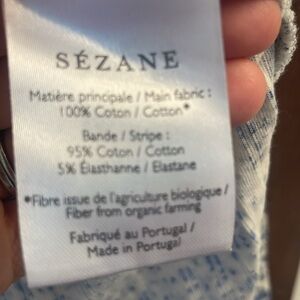 SÉZANE
Matière principale / Main fabric :
100% Coton / Cotton*
Bande / Stripe :
95% Coton / Cotton
5% Élasthanne / Elastane
*Fibre issue de l'agriculture biologique /
Fiber from organic farming
Fabriqué au Portugal /
Made in Portugal